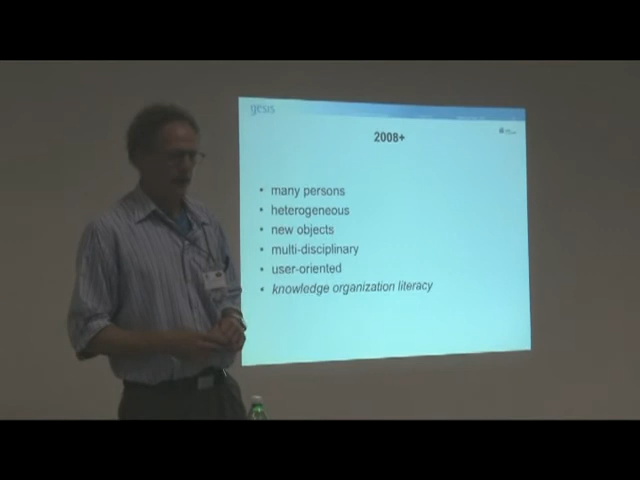 gesis
2008+
• many persons
• heterogeneous
• new objects
• multi-disciplinary
• user-oriented
• knowledge organization literacy